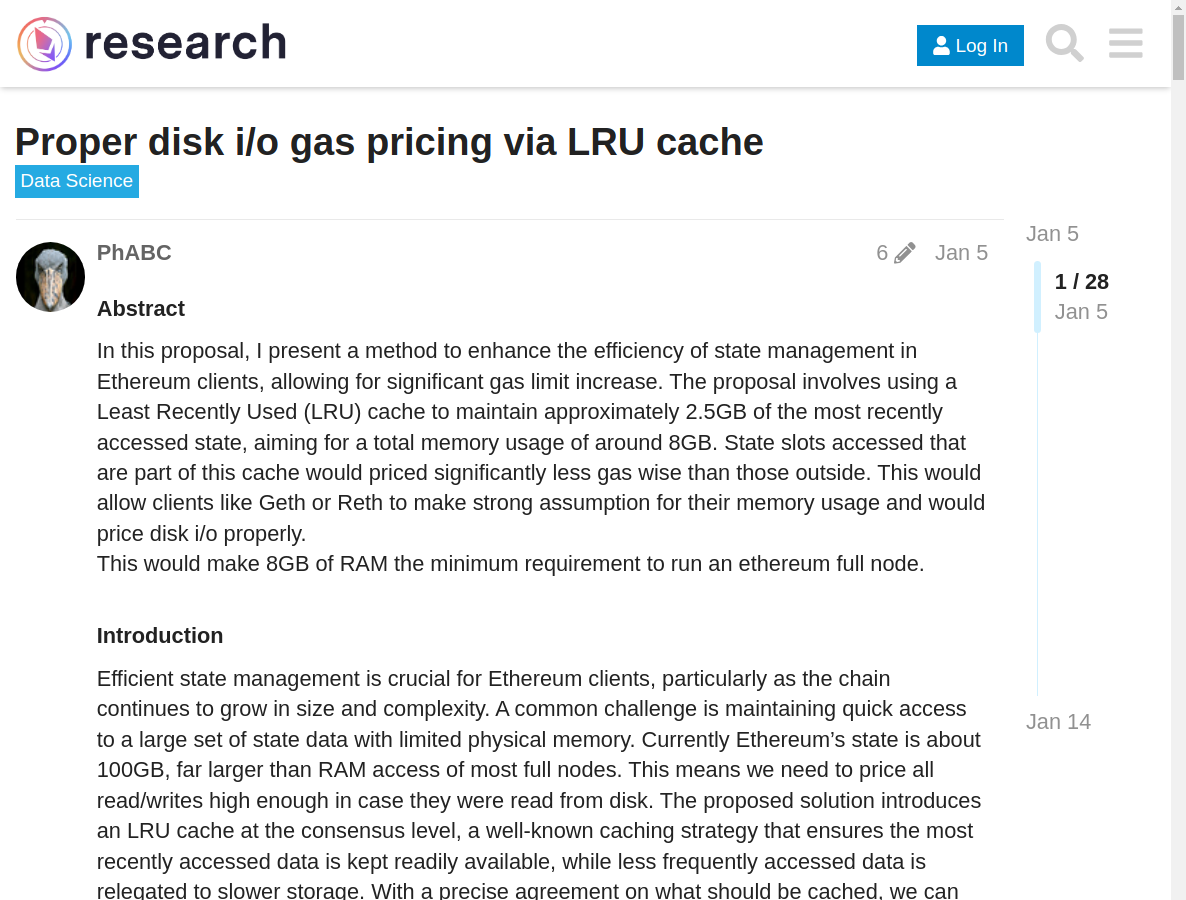 research
Log In
Proper disk i/o gas pricing via LRU cache
Data Science
PhABC
6
Jan 5
Jan 5
1 / 28
Jan 5
Abstract
In this proposal, I present a method to enhance the efficiency of state management in
Ethereum clients, allowing for significant gas limit increase. The proposal involves using a
Least Recently Used (LRU) cache to maintain approximately 2.5GB of the most recently
accessed state, aiming for a total memory usage of around 8GB. State slots accessed that
are part of this cache would priced significantly less gas wise than those outside. This would
allow clients like Geth or Reth to make strong assumption for their memory usage and would
price disk i/o properly.
This would make 8GB of RAM the minimum requirement to run an ethereum full node.
Introduction
Efficient state management is crucial for Ethereum clients, particularly as the chain
continues to grow in size and complexity. A common challenge is maintaining quick access
to a large set of state data with limited physical memory. Currently Ethereum’s state is about
100GB, far larger than RAM access of most full nodes. This means we need to price all
read/writes high enough in case they were read from disk. The proposed solution introduces
an LRU cache at the consensus level, a well-known caching strategy that ensures the most
recently accessed data is kept readily available, while less frequently accessed data is
relegated to slower storage. With a precise agreement on what should be cached, we can
Jan 14